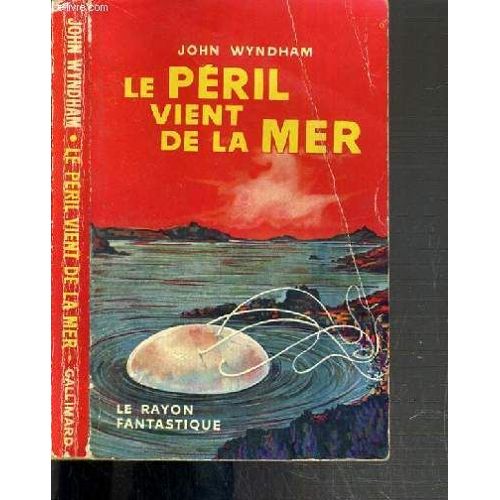 JOHN WYNDHAM
LE PÉRIL
VIENT
DE LA MER
LE RAYON
FANTASTIQUE
JOHN WYNDHAM • LE PÉRIL VIENT DE LA MER - GALLIMARD